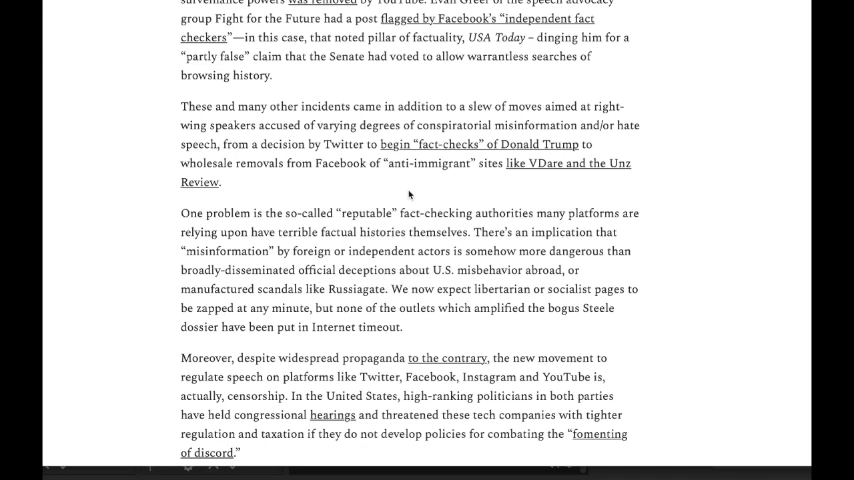 surveillance powers was removed by YouTube. Evan Greer of the speech advocacy
group Fight for the Future had a post flagged by Facebook's “independent fact
checkers”—in this case, that noted pillar of factuality, USA Today – dinging him for a
“partly false” claim that the Senate had voted to allow warrantless searches of
browsing history.
These and many other incidents came in addition to a slew of moves aimed at right-
wing speakers accused of varying degrees of conspiratorial misinformation and/or hate
speech, from a decision by Twitter to begin “fact-checks” of Donald Trump to
wholesale removals from Facebook of “anti-immigrant” sites like VDare and the Unz
Review.
One problem is the so-called “reputable” fact-checking authorities many platforms are
relying upon have terrible factual histories themselves. There's an implication that
“misinformation” by foreign or independent actors is somehow more dangerous than
broadly-disseminated official deceptions about U.S. misbehavior abroad, or
manufactured scandals like Russiagate. We now expect libertarian or socialist pages to
be zapped at any minute, but none of the outlets which amplified the bogus Steele
dossier have been put in Internet timeout.
Moreover, despite widespread propaganda to the contrary, the new movement to
regulate speech on platforms like Twitter, Facebook, Instagram and YouTube is,
actually, censorship. In the United States, high-ranking politicians in both parties
have held congressional hearings and threatened these tech companies with tighter
regulation and taxation if they do not develop policies for combating the “fomenting
of discord.”